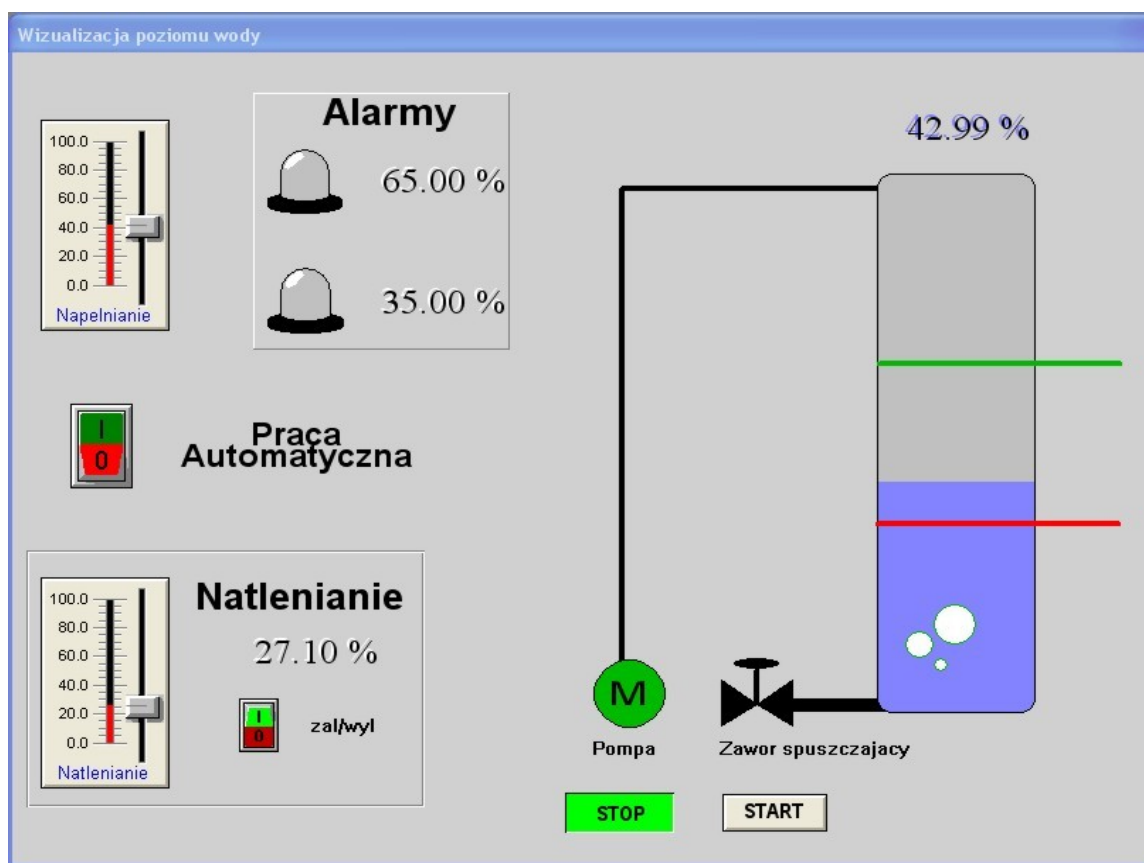 Wizualizacja poziomu wody
100.0
80.0
60.0
40.0
20.0
0.0
Napelnianie
Alarmy
65.00 %
35.00 %
42.99 %
I
0
Praca
Automatyczna
100.0
80.0
60.0
40.0
20.0
0.0
Natlenianie
Natlenianie
27.10 %
I
0
zal/wyl
M
Pompa
Zawor spuszczajacy
STOP
START